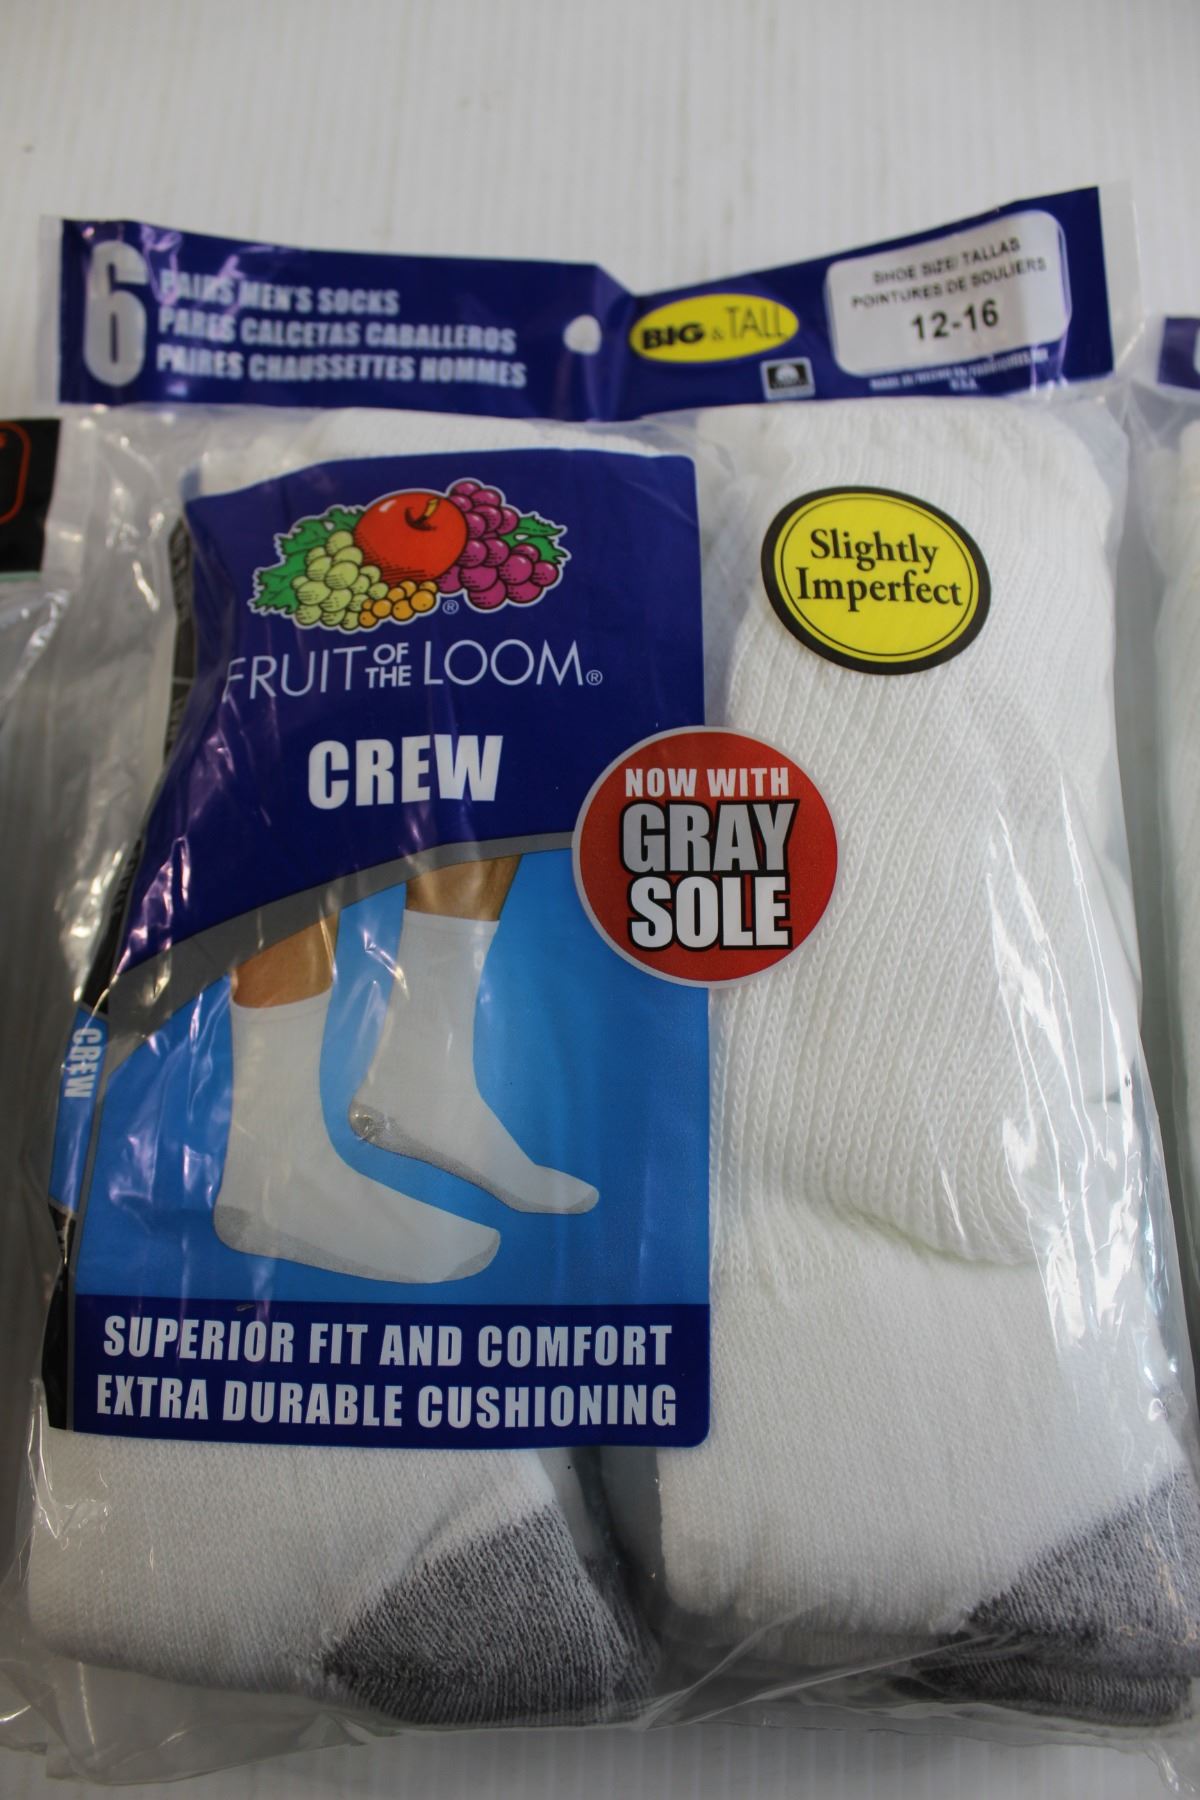 6
PAIRS MEN'S SOCKS
PARES CALCETAS CABALLEROS
PAIRES CHAUSSETTES HOMMES
BIG & TALL
SHOE SIZE/ TALLAS
POINTURES DE SOULIERS
12-16
U.S.A.
FRUIT OF THE LOOM®
CREW
Slightly
Imperfect
NOW WITH
GRAY
SOLE
CREW
SUPERIOR FIT AND COMFORT
EXTRA DURABLE CUSHIONING